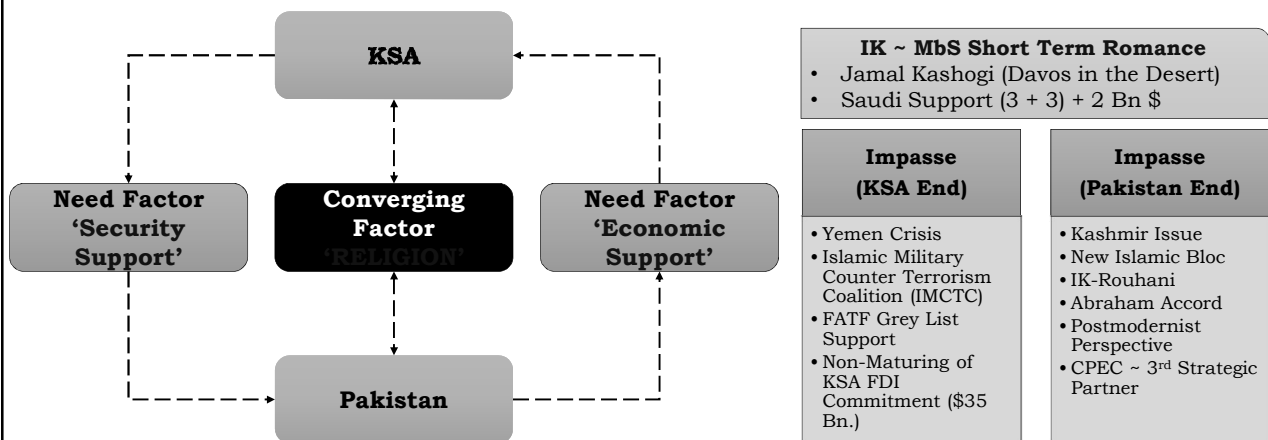 KSA
Need Factor
‘Security
Support’
Converging
Factor
‘RELIGION’
Need Factor
‘Economic
Support’
Pakistan
IK ~ MbS Short Term Romance
• Jamal Kashogi (Davos in the Desert)
• Saudi Support (3 + 3) + 2 Bn $
Impasse
(KSA End)
• Yemen Crisis
• Islamic Military
Counter Terrorism
Coalition (IMCTC)
• FATF Grey List
Support
• Non-Maturing of
KSA FDI
Commitment ($35
Bn.)
Impasse
(Pakistan End)
• Kashmir Issue
• New Islamic Bloc
• IK-Rouhani
• Abraham Accord
• Postmodernist
Perspective
• CPEC ~ 3rd Strategic
Partner